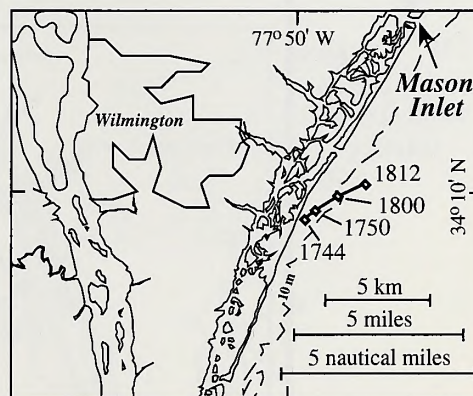 77° 50' W
Mason
Inlet
Wilmington
1812
1800
1750
1744
34° 10' N
10 m
5 km
5 miles
5 nautical miles